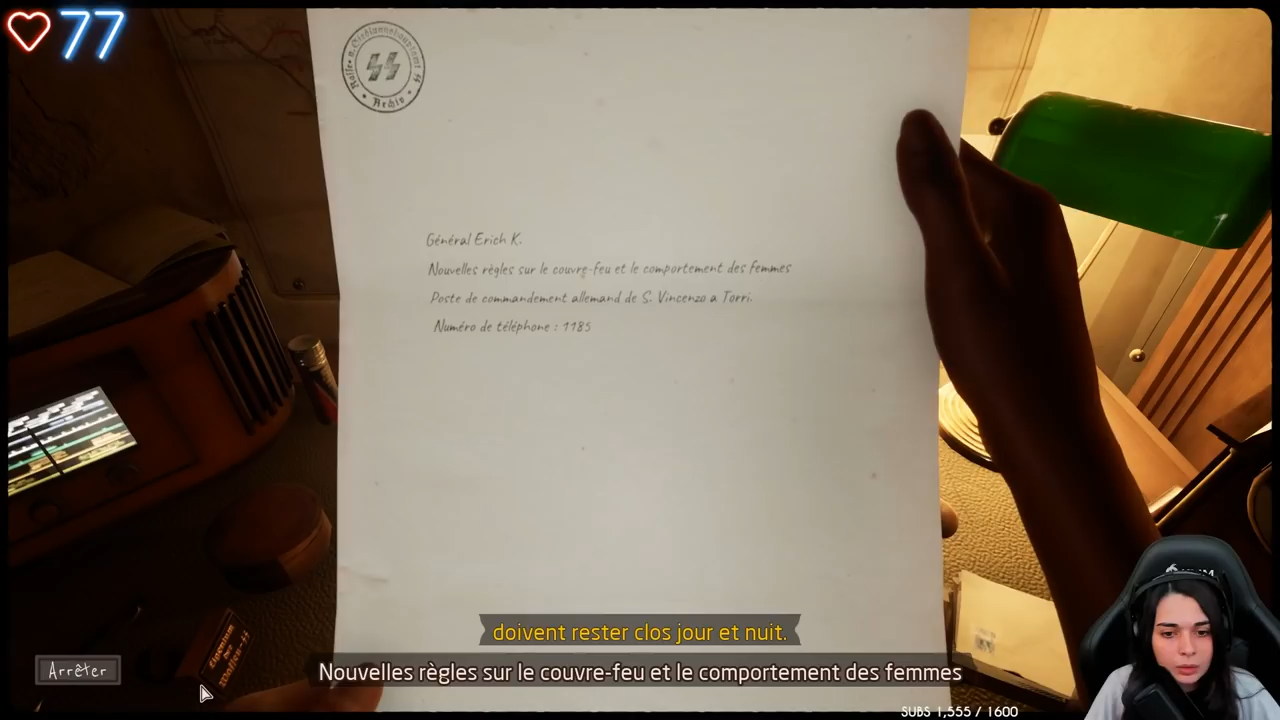 77
SS
Archiv
Général Erich K.
Nouvelles règles sur le couvre-feu et le comportement des femmes
Poste de commandement allemand de S. Vincenzo a Torri.
Numéro de téléphone : 1185
doivent rester clos jour et nuit.
Nouvelles règles sur le couvre-feu et le comportement des femmes
Arrêter
SUBS 1,555 / 1600